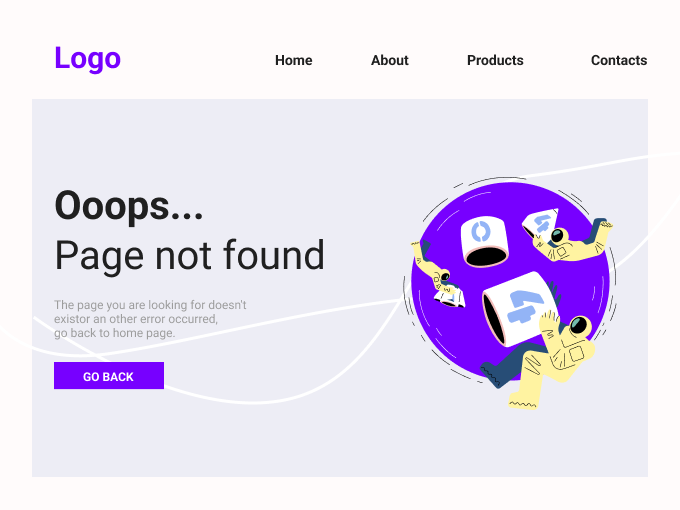 Logo
Home About Products Contacts
Ooops...
Page not found
The page you are looking for doesn't
existor an other error occurred,
go back to home page.
GO BACK
0
4
4